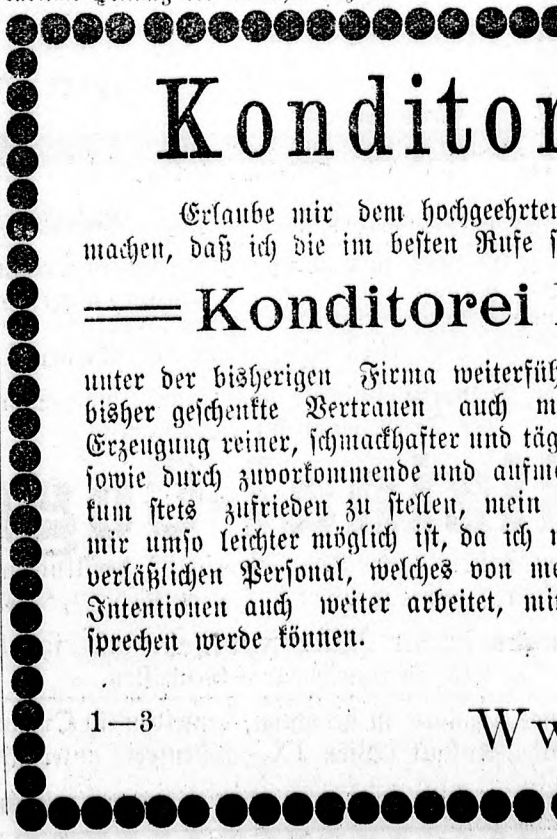 Konditor
Erlaube mir dem hochgeehrten
machen, daß ich die im besten Rufe s
Konditorei
unter der bisherigen Firma weiterfüh
bisher geschenkte Vertrauen auch m
Erzeugung reiner, schmackhafter und täg
sowie durch zuvorkommende und aufme
kum stets zufrieden zu stellen, mein
mir umso leichter möglich ist, da ich m
verläßlichen Personal, welches von me
Intentionen auch weiter arbeitet, mit
sprechen werde können.
1 3
Ww